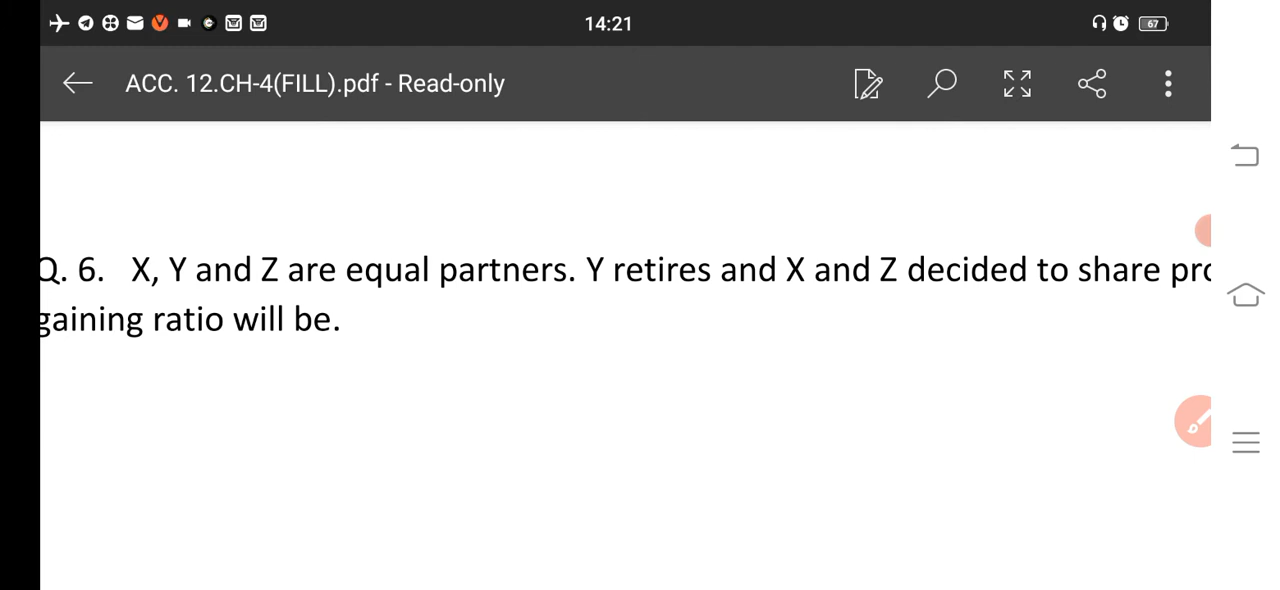 14:21
67
ACC. 12.CH-4(FILL).pdf - Read-only
Q. 6. X, Y and Z are equal partners. Y retires and X and Z decided to share
gaining ratio will be.